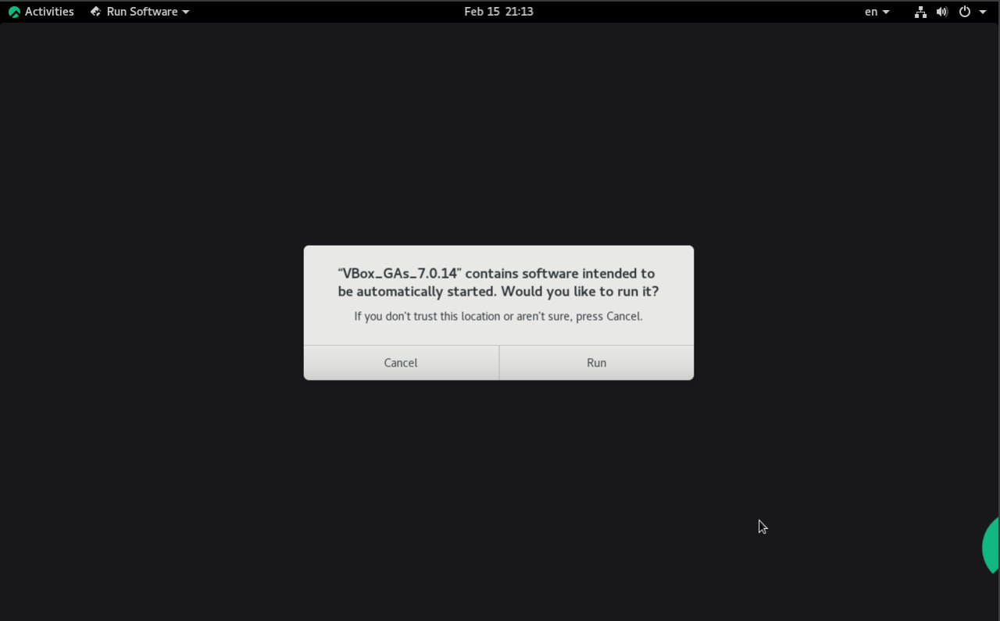 Activities Run Software Feb 15 21:13 en
“VBox_GAs_7.0.14” contains software intended to
be automatically started. Would you like to run it?
If you don’t trust this location or aren’t sure, press Cancel.
Cancel Run